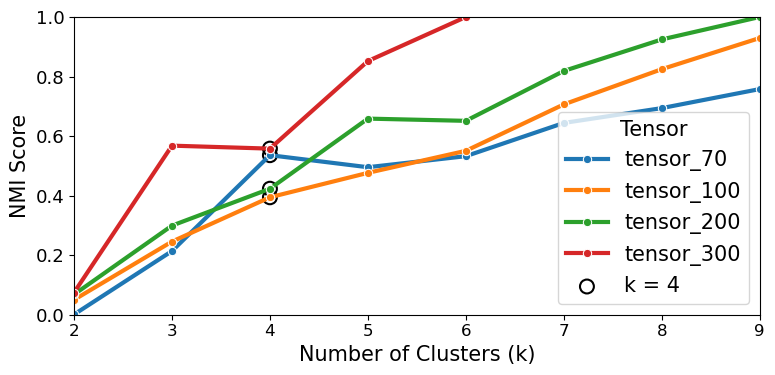 NMI Score
1.0
0.8
0.6
0.4
0.2
0.0
2 3 4 5 6 7 8 9
Number of Clusters (k)
Tensor
tensor_70
tensor_100
tensor_200
tensor_300
k = 4